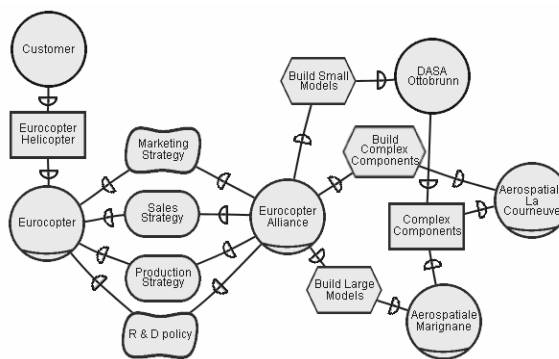 Customer
Eurocopter
Helicopter
Eurocopter
Marketing
Strategy
Sales
Strategy
Production
Strategy
R & D policy
Eurocopter
Alliance
Build Small
Models
Build Complex
Components
Build Large
Models
DASA
Ottobrunn
Complex
Components
Aerospatiale
La
Courneuve
Aerospatiale
Marignane